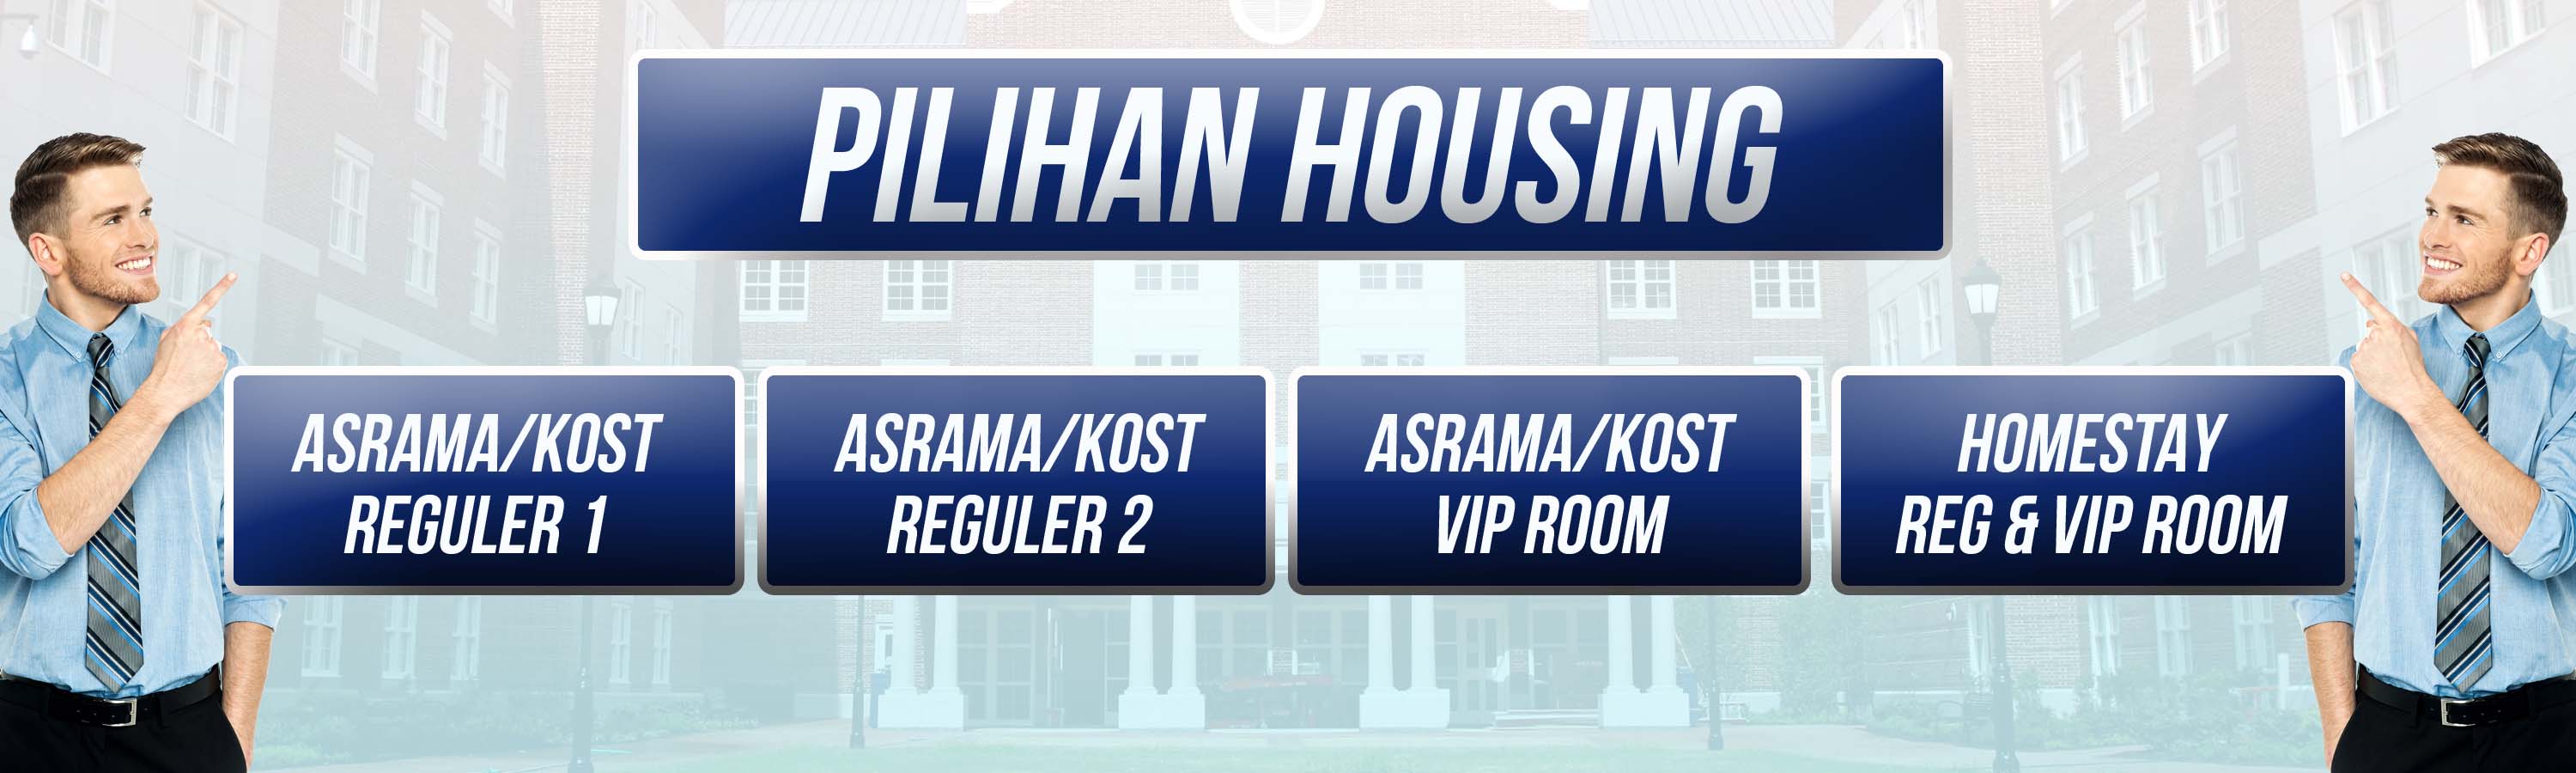 PILIHAN HOUSING
ASRAMA/KOST
REGULER 1
ASRAMA/KOST
REGULER 2
ASRAMA/KOST
VIP ROOM
HOMESTAY
REG & VIP ROOM